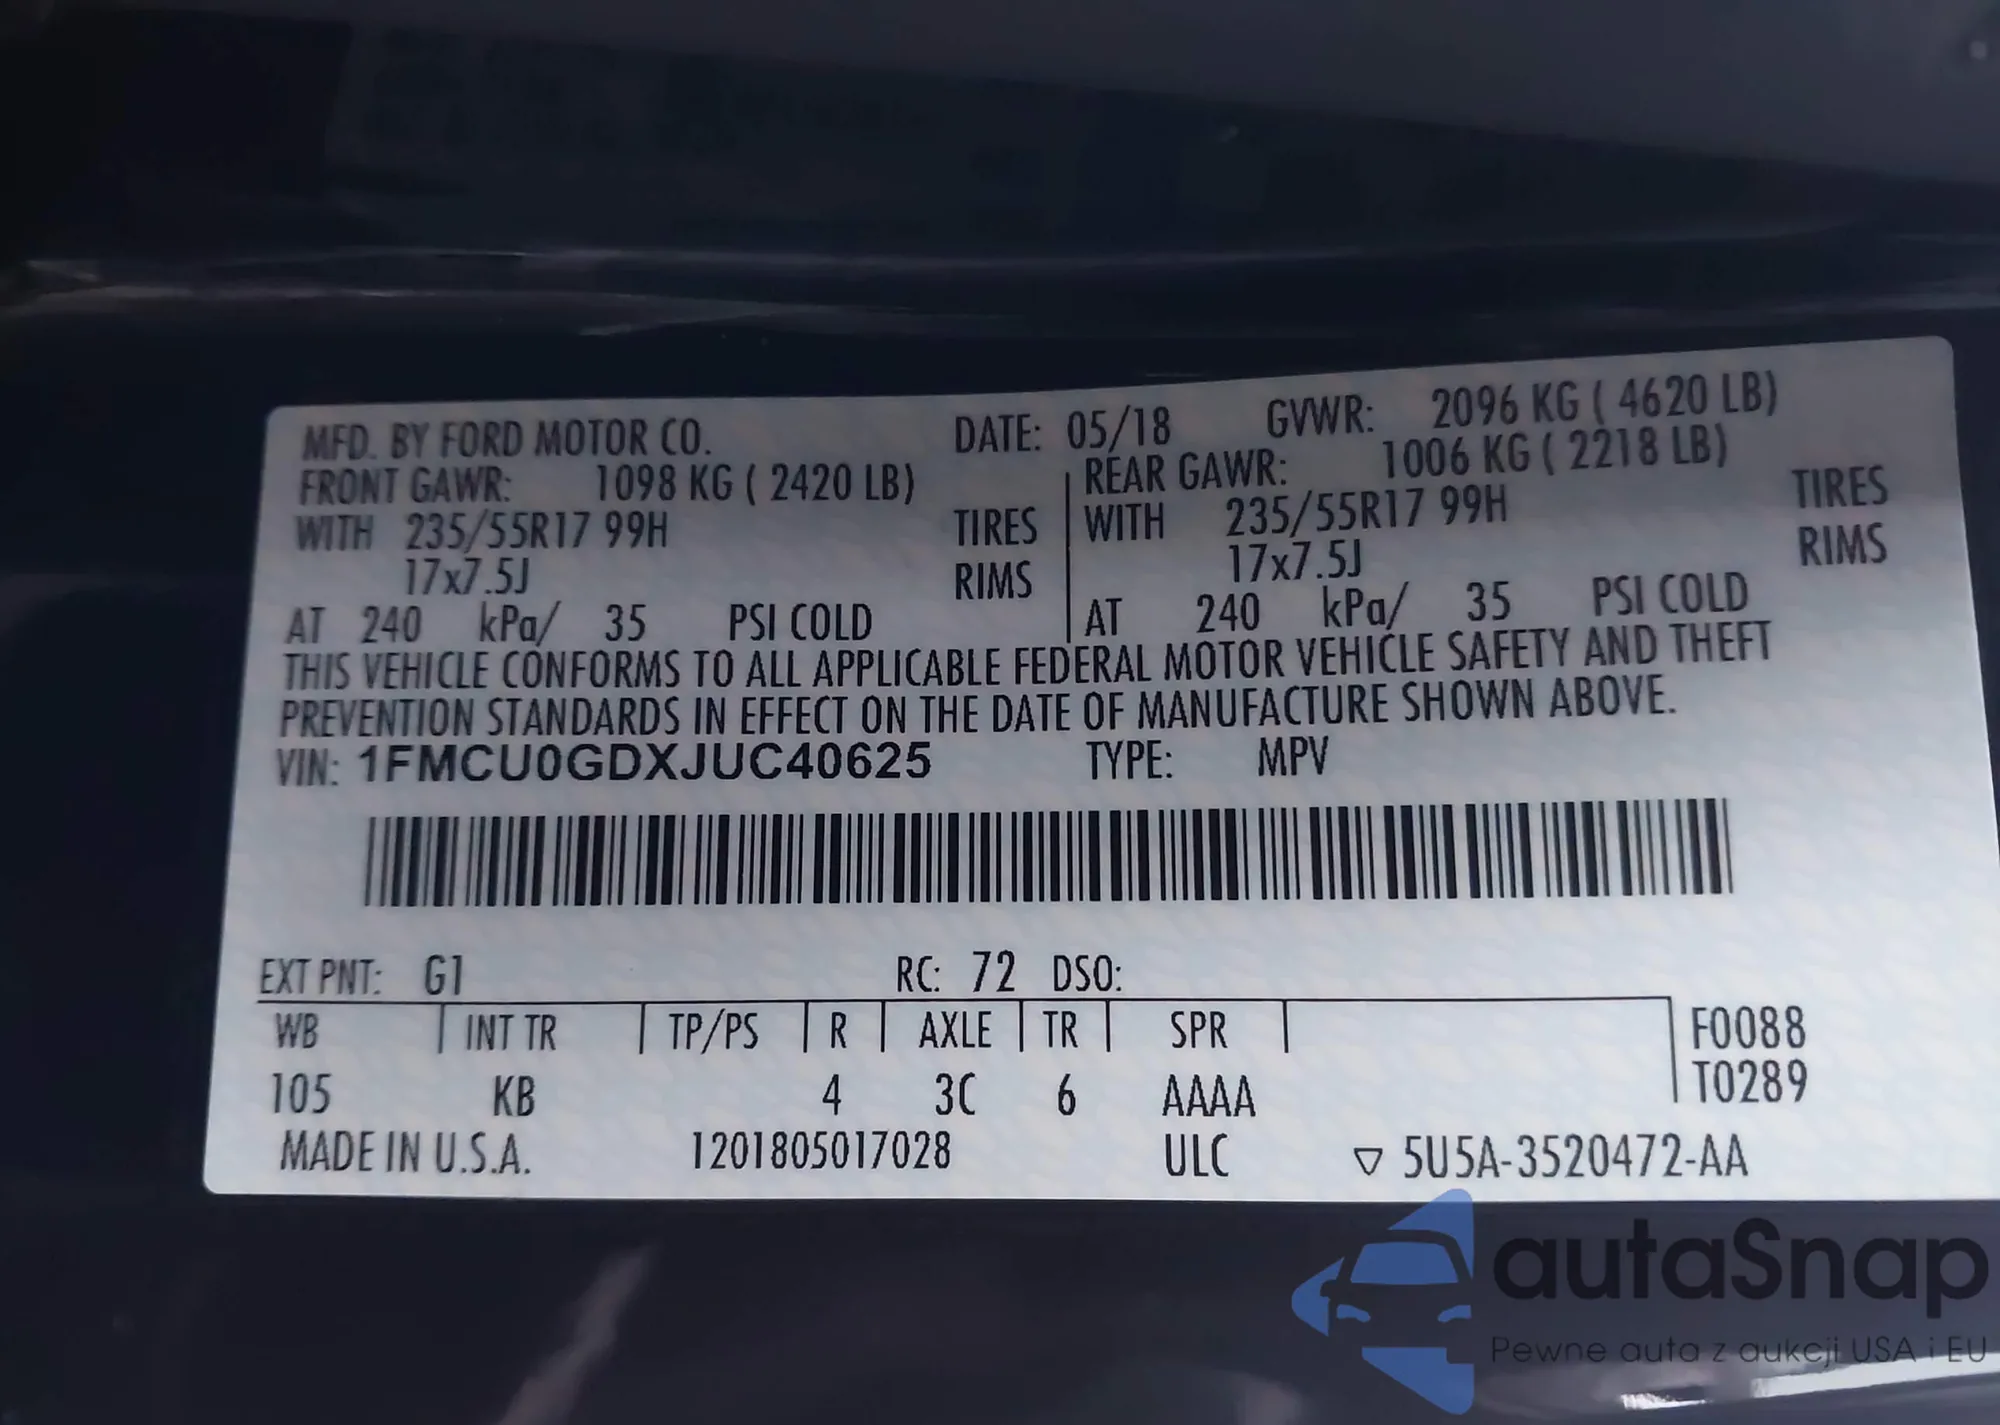 MFD. BY FORD MOTOR CO. DATE: 05/18 GVWR: 2096 KG ( 4620 LB)
FRONT GAWR: 1098 KG ( 2420 LB) REAR GAWR: 1006 KG ( 2218 LB)
WITH 235/55R17 99H TIRES WITH 235/55R17 99H TIRES
17x7.5J RIMS 17x7.5J RIMS
AT 240 kPa/ 35 PSI COLD AT 240 kPa/ 35 PSI COLD
THIS VEHICLE CONFORMS TO ALL APPLICABLE FEDERAL MOTOR VEHICLE SAFETY AND THEFT
PREVENTION STANDARDS IN EFFECT ON THE DATE OF MANUFACTURE SHOWN ABOVE.
VIN: 1FMCU0GDXJUC40625 TYPE: MPV
EXT PNT: G1 RC: 72 DSO:
WB INT TR TP/PS R AXLE TR SPR F0088
105 KB 4 3C 6 AAAA T0289
MADE IN U.S.A. 1201805017028 ULC ▽ 5U5A-3520472-AA
autaSnap
Pewne auta z aukcji USA i EU